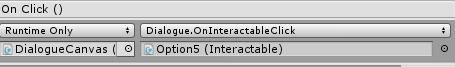 On Click ()
Runtime Only Dialogue.OnInteractableClick
DialogueCanvas ( Option5 (Interactable)